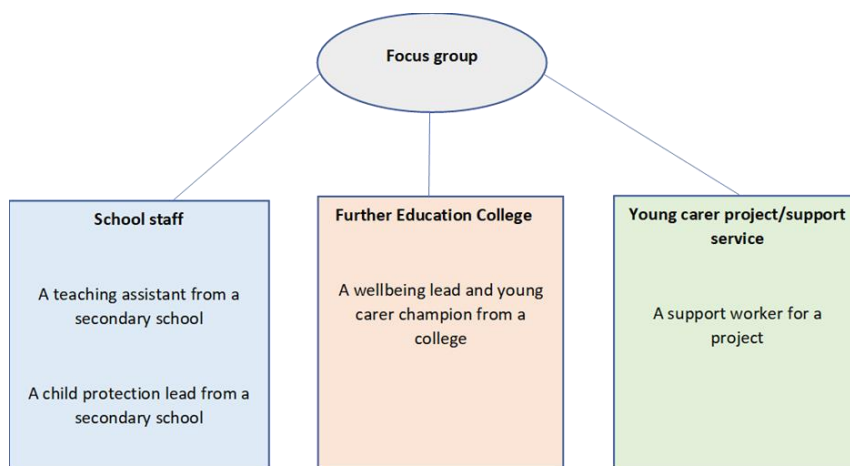 Focus group
School staff
A teaching assistant from a
secondary school
A child protection lead from a
secondary school
Further Education College
A wellbeing lead and young
carer champion from a
college
Young carer project/support
service
A support worker for a
project